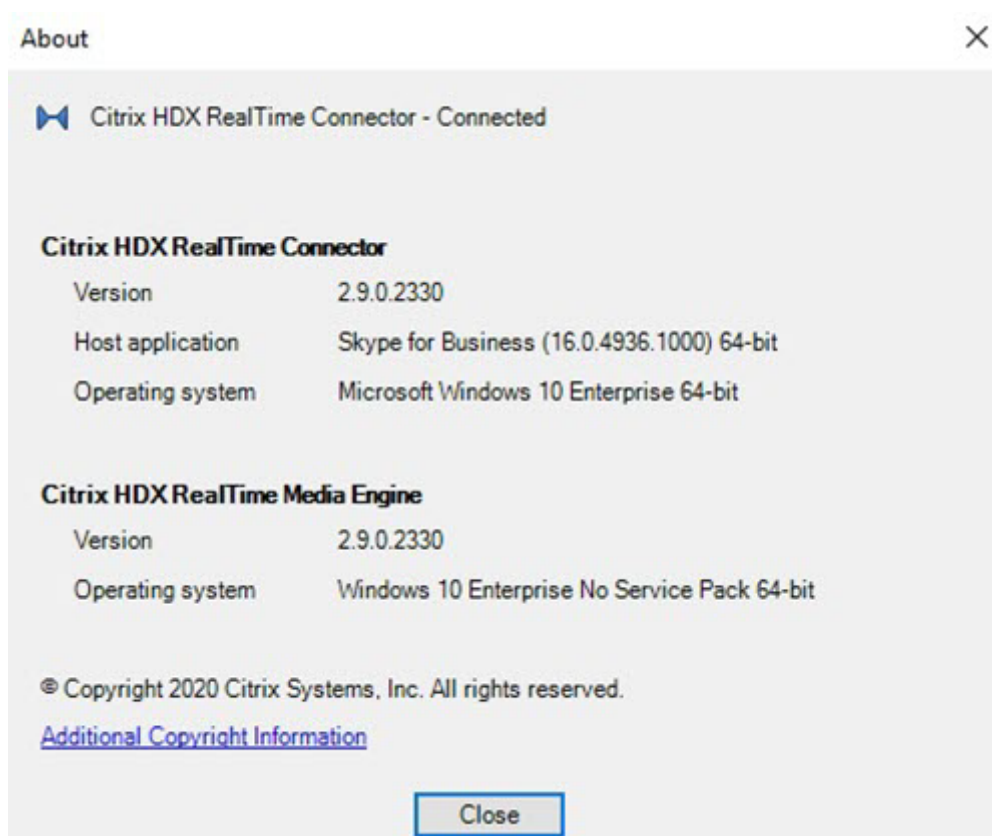 About
Citrix HDX RealTime Connector - Connected
Citrix HDX RealTime Connector
Version 2.9.0.2330
Host application Skype for Business (16.0.4936.1000) 64-bit
Operating system Microsoft Windows 10 Enterprise 64-bit
Citrix HDX RealTime Media Engine
Version 2.9.0.2330
Operating system Windows 10 Enterprise No Service Pack 64-bit
© Copyright 2020 Citrix Systems, Inc. All rights reserved.
Additional Copyright Information
Close